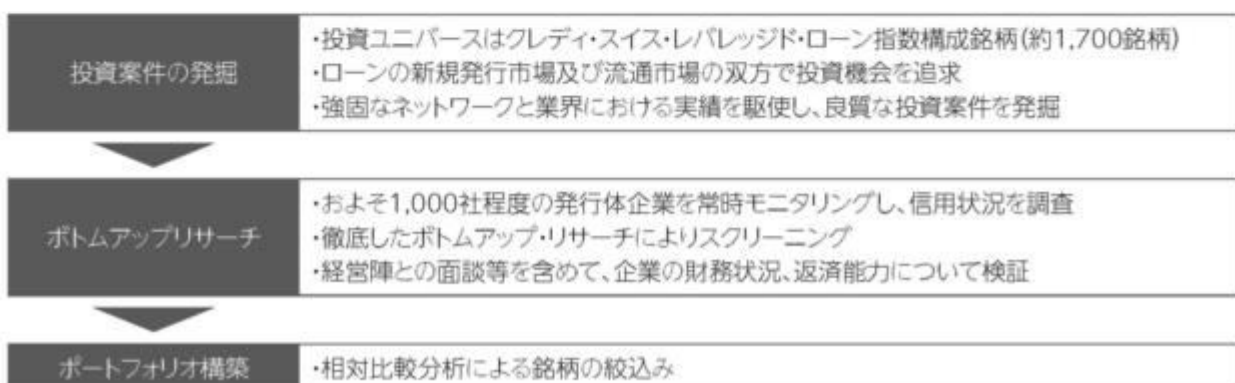 投資案件の発掘
・投資ユニバースはクレディ・スイス・レバレッジド・ローン指数構成銘柄(約1,700銘柄)
・ローンの新規発行市場及び流通市場の双方で投資機会を追求
・強固なネットワークと業界における実績を駆使し、良質な投資案件を発掘
ボトムアップリサーチ
・およそ1,000社程度の発行体企業を常時モニタリングし、信用状況を調査
・徹底したボトムアップ・リサーチによりスクリーニング
・経営陣との面談等を含めて、企業の財務状況、返済能力について検証
ポートフォリオ構築
・相対比較分析による銘柄の絞込み